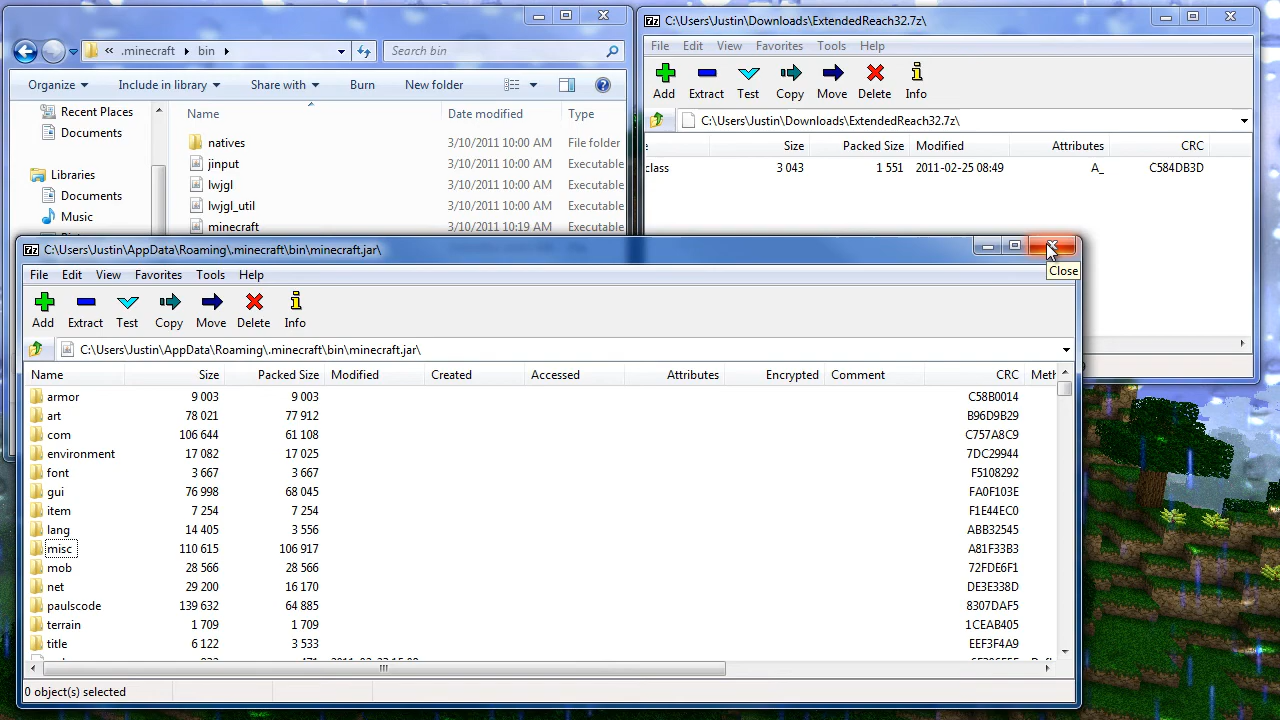 .minecraft
bin
Search bin
Organize
Include in library
Share with
Burn
New folder
Recent Places
Documents
Libraries
Documents
Music
Name
Date modified
Type
natives
3/10/2011 10:00 AM
File folder
jinput
3/10/2011 10:00 AM
Executable
lwjgl
3/10/2011 10:00 AM
Executable
lwjgl_util
3/10/2011 10:00 AM
Executable
minecraft
3/10/2011 10:19 AM
Executable
7z C:\Users\Justin\Downloads\ExtendedReach32.7z\
File Edit View Favorites Tools Help
Add Extract Test Copy Move Delete Info
C:\Users\Justin\Downloads\ExtendedReach32.7z\
Size Packed Size Modified Attributes CRC
class 3 043 1 551 2011-02-25 08:49 A_ C584DB3D
7z C:\Users\Justin\AppData\Roaming\.minecraft\bin\minecraft.jar\
Close
File Edit View Favorites Tools Help
Add Extract Test Copy Move Delete Info
C:\Users\Justin\AppData\Roaming\.minecraft\bin\minecraft.jar\
Name Size Packed Size Modified Created Accessed Attributes Encrypted Comment CRC Meth
armor 9 003 9 003 C58B0014
art 78 021 77 912 B96D9B29
com 106 644 61 108 C757A8C9
environment 17 082 17 025 7DC29944
font 3 667 3 667 F5108292
gui 76 998 68 045 FA0F103E
item 7 254 7 254 F1E44EC0
lang 14 405 3 556 ABB32545
misc 110 615 106 917 A81F33B3
mob 28 566 28 566 72FDE6F1
net 29 200 16 170 DE3E338D
paulscode 139 632 64 885 8307DAF5
terrain 1 709 1 709 1CEAB405
title 6 122 3 533 EEF3F4A9
0 object(s) selected